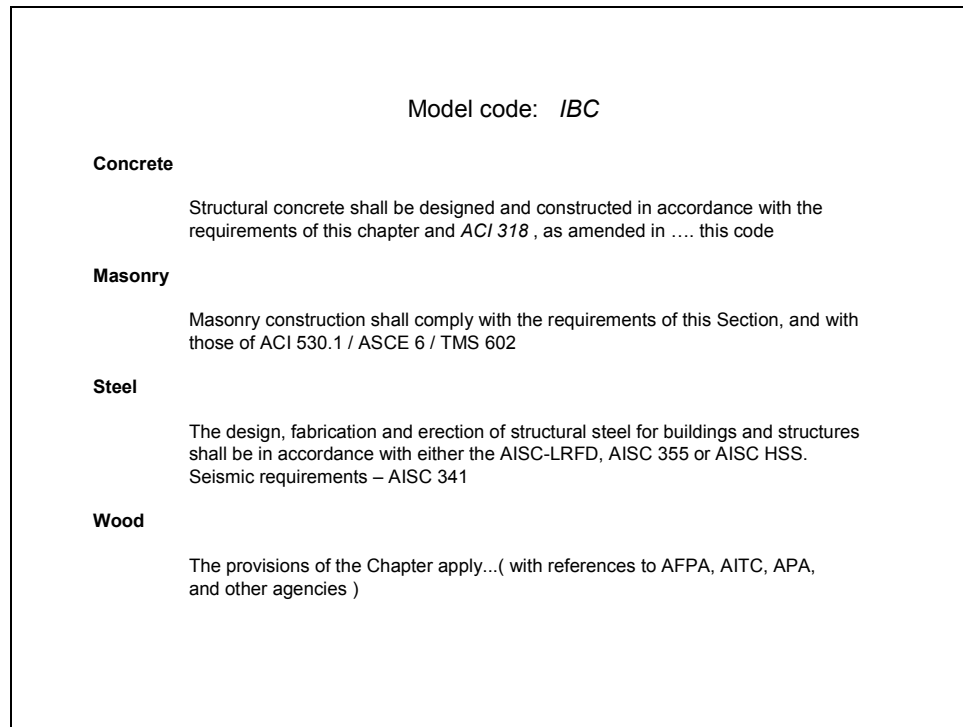 Model code: IBC
Concrete
Structural concrete shall be designed and constructed in accordance with the
requirements of this chapter and ACI 318 , as amended in …. this code
Masonry
Masonry construction shall comply with the requirements of this Section, and with
those of ACI 530.1 / ASCE 6 / TMS 602
Steel
The design, fabrication and erection of structural steel for buildings and structures
shall be in accordance with either the AISC-LRFD, AISC 355 or AISC HSS.
Seismic requirements – AISC 341
Wood
The provisions of the Chapter apply...( with references to AFPA, AITC, APA,
and other agencies )